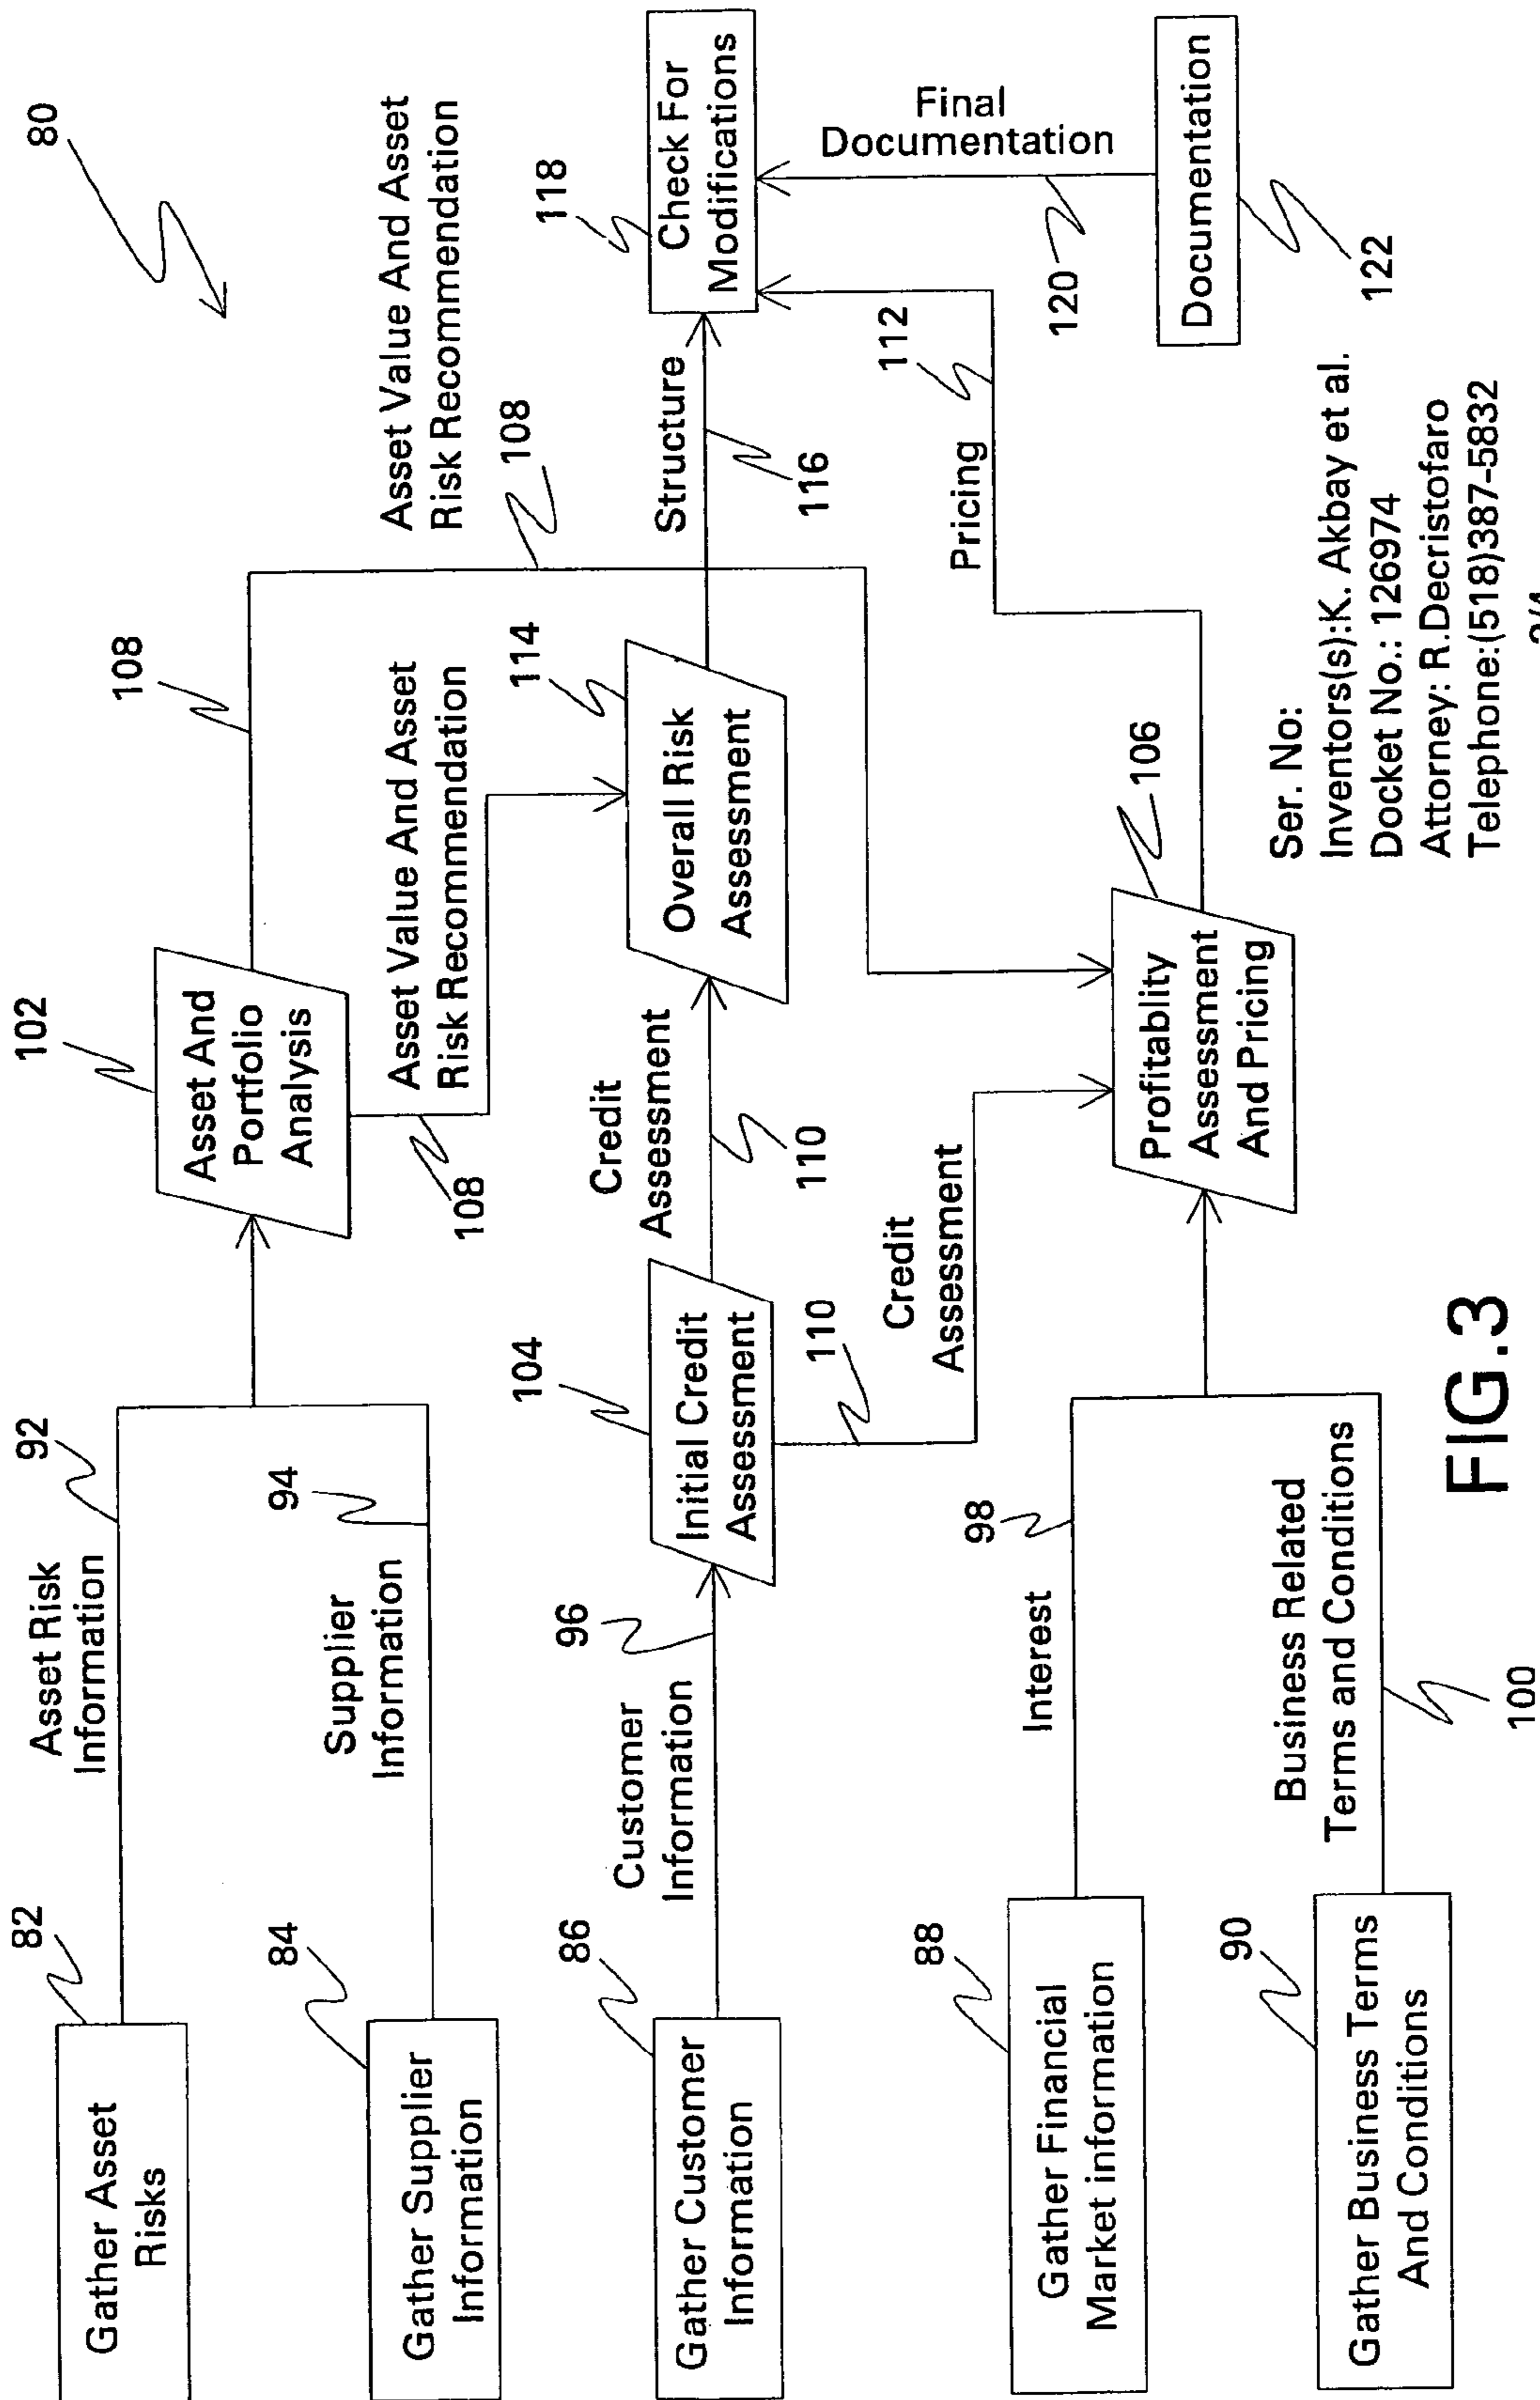 80
82
Gather Asset
Risks
Asset Risk
Information
92
84
Gather Supplier
Information
Supplier
Information
94
102
Asset And
Portfolio
Analysis
108
108
Asset Value And Asset
Risk Recommendation
108
Asset Value And Asset
Risk Recommendation
86
Gather Customer
Information
Customer
Information
96
104
Initial Credit
Assessment
Credit
Assessment
110
114
Overall Risk
Assessment
Structure
116
118
Check For
Modifications
110
Credit
Assessment
88
Gather Financial
Market information
Interest
98
90
Gather Business Terms
And Conditions
Business Related
Terms and Conditions
100
106
Profitablity
Assessment
And Pricing
Pricing
112
Final
Documentation
120
Documentation
122
FIG.3
Ser. No:
Inventors(s):K. Akbay et al.
Docket No.: 126974
Attorney: R.Decristofaro
Telephone:(518)387-5832